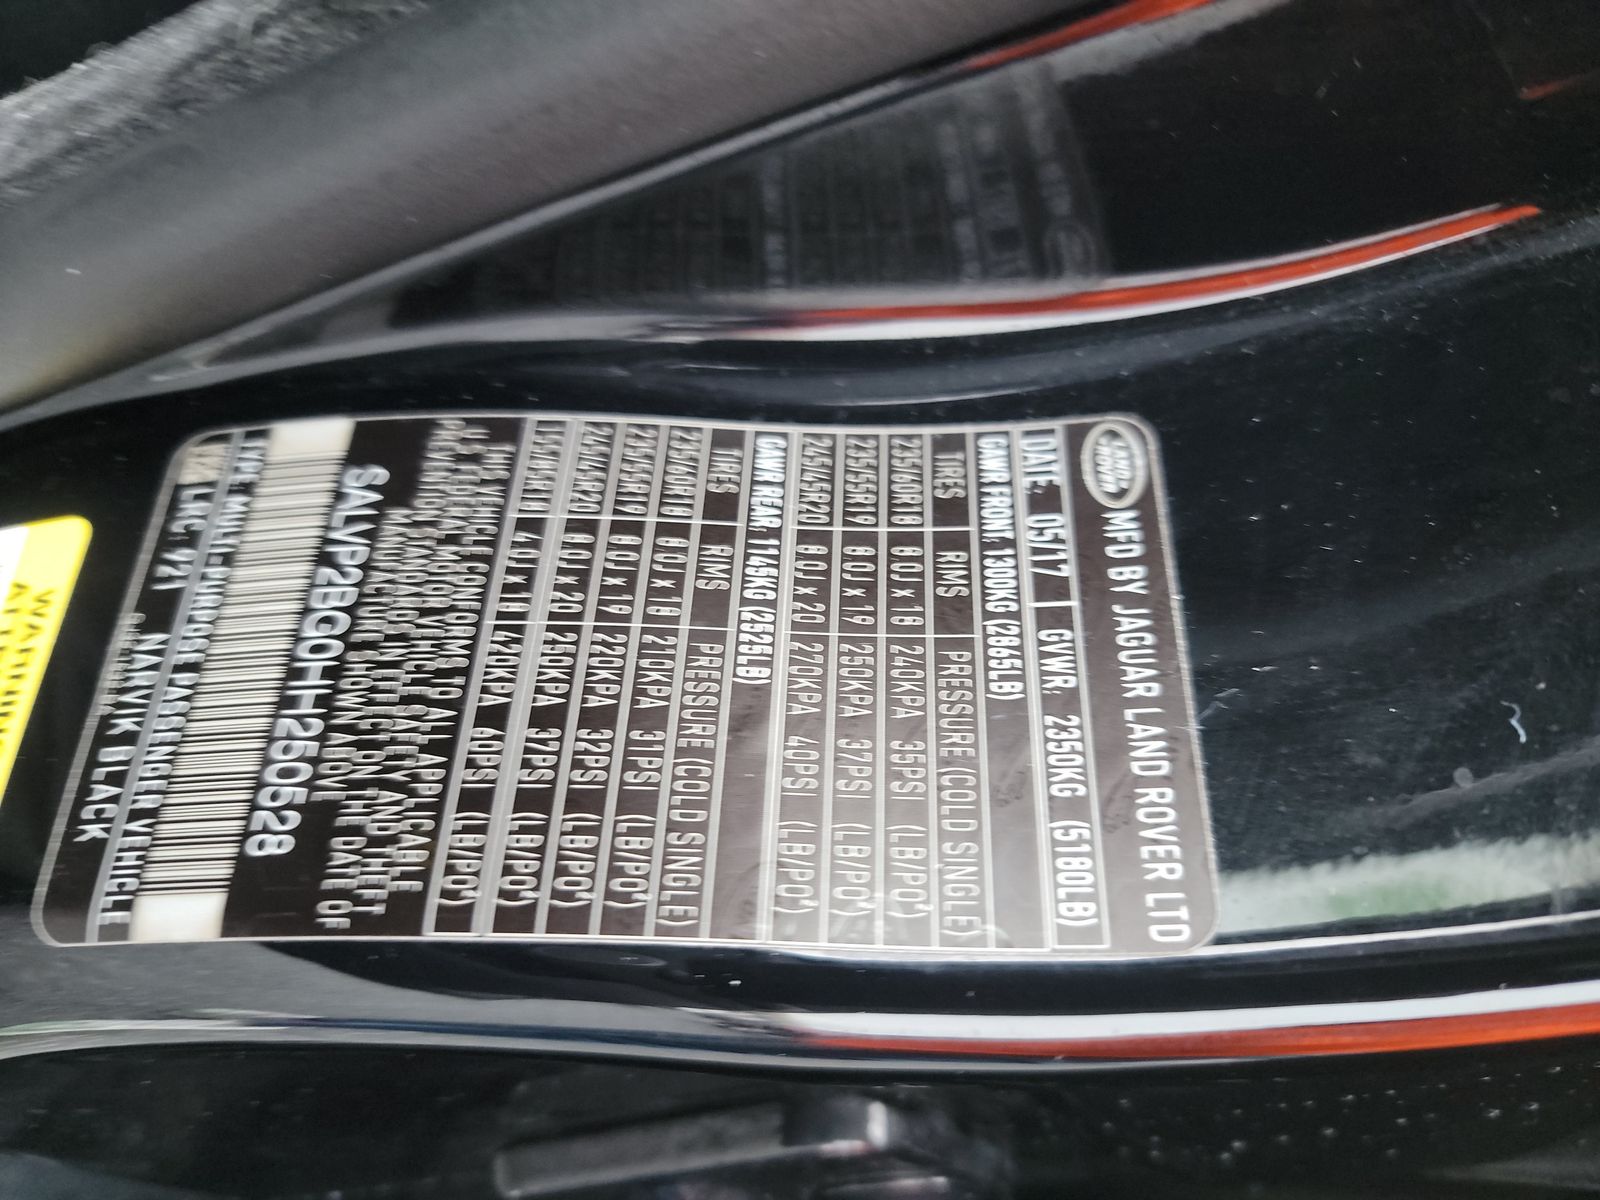 LAND ROVER
MFD BY JAGUAR LAND ROVER LTD
DATE: 05/17 GVWR: 2350KG (5180LB)
GAWR FRONT: 1300KG (2865LB)
TIRES RIMS PRESSURE (COLD SINGLE)
235/60R18 8.0J x 18 240KPA 35PSI (LB/PO²)
235/55R19 8.0J x 19 250KPA 37PSI (LB/PO²)
245/45R20 8.0J x 20 270KPA 40PSI (LB/PO²)
GAWR REAR: 1145KG (2525LB)
TIRES RIMS PRESSURE (COLD SINGLE)
235/60R18 8.0J x 18 210KPA 31PSI (LB/PO²)
235/55R19 8.0J x 19 220KPA 32PSI (LB/PO²)
245/45R20 8.0J x 20 250KPA 37PSI (LB/PO²)
155/85R18 4.0J x 18 420KPA 60PSI (LB/PO²)
THIS VEHICLE CONFORMS TO ALL APPLICABLE
U.S. FEDERAL MOTOR VEHICLE SAFETY AND THEFT
PREVENTION STANDARDS IN EFFECT ON THE DATE OF
MANUFACTURE SHOWN ABOVE
SALVP2BG0HH250528
TYPE: MULTI-PURPOSE PASSENGER VEHICLE
LRC: 421 NARVIK BLACK
WARNING